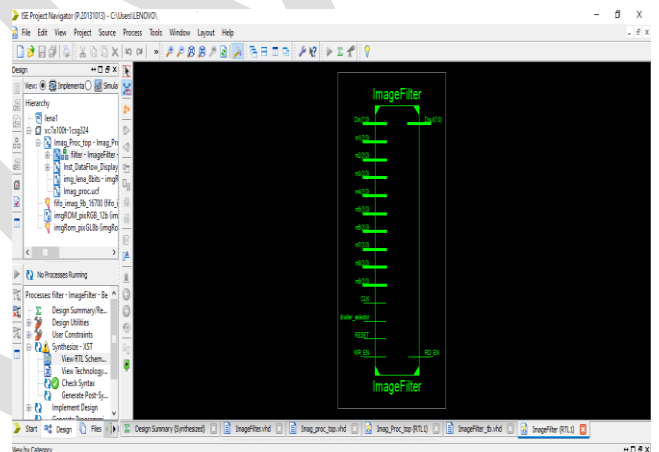 ISE Project Navigator (P.20131013) - C:\Users\LENOVO\
File Edit View Project Source Process Tools Window Layout Help
Design
View: Implementa Simula
Hierarchy
lena1
xc7a100t-1csg324
Imag_Proc_top - Imag_Pr
filter - ImageFilter -
Inst_DataFlow_Display
img_lena_8bits - imgR
Imag_proc.ucf
fifo_imag_9b_16700 (fifo_i
imgROM_pixRGB_12b (im
imgRom_pixGL8b (imgRo
No Processes Running
Processes: filter - ImageFilter - Be
Design Summary/Re...
Design Utilities
User Constraints
Synthesize - XST
View RTL Schem...
View Technology...
Check Syntax
Generate Post-Sy...
Implement Design
Start Design Files
ImageFilter
Din(7:0) Dout(7:0)
m1(3:0)
m2(3:0)
m3(3:0)
m4(3:0)
m5(3:0)
m6(3:0)
m7(3:0)
m8(3:0)
m9(3:0)
CLK
RESET
WR_EN RD_EN
ImageFilter
Design Summary (Synthesized) ImageFilter.vhd Imag_proc_top.vhd Imag_Proc_top (RTL1) ImageFilter_tb.vhd ImageFilter (RTL1)
View by Category